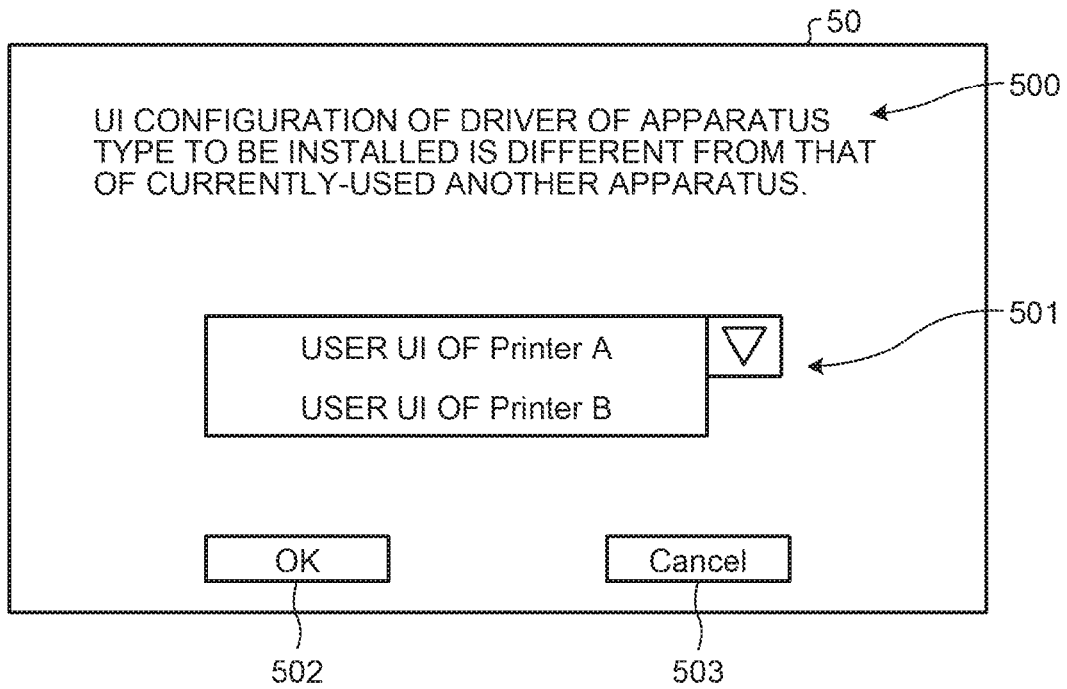 50
500
UI CONFIGURATION OF DRIVER OF APPARATUS
TYPE TO BE INSTALLED IS DIFFERENT FROM THAT
OF CURRENTLY-USED ANOTHER APPARATUS.
501
USER UI OF Printer A
USER UI OF Printer B
OK
Cancel
502
503